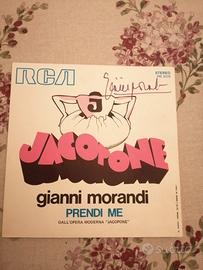 RCA
STEREO
J
JACOPONE
gianni morandi
PRENDI ME
DALL'OPERA MODERNA "JACOPONE"